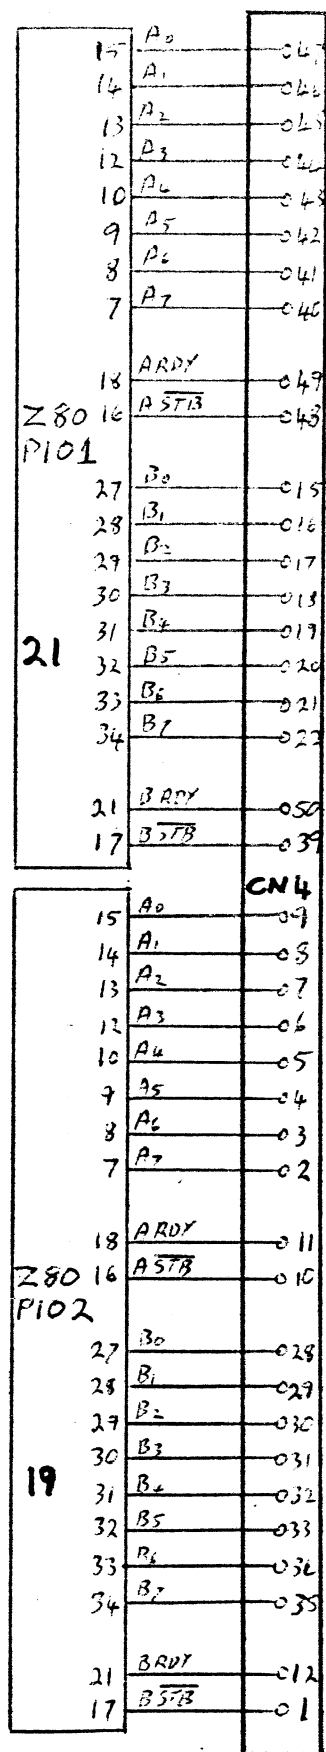 15 A0 47
14 A1 46
13 A2 45
12 A3 44
10 A4 43
9 A5 42
8 A6 41
7 A7 40
18 ARDY 49
Z80 16 A S̅T̅B̅ 48
PIO1
27 B0 15
28 B1 16
29 B2 17
30 B3 18
31 B4 19
21
32 B5 20
33 B6 21
34 B7 22
21 BRDY 50
17 B S̅T̅B̅ 39
CN4
15 A0 9
14 A1 8
13 A2 7
12 A3 6
10 A4 5
9 A5 4
8 A6 3
7 A7 2
18 ARDY 11
Z80 16 A S̅T̅B̅ 10
PIO2
27 B0 28
28 B1 29
29 B2 30
30 B3 31
19
31 B4 32
32 B5 33
33 B6 34
34 B7 35
21 BRDY 12
17 B S̅T̅B̅ 1